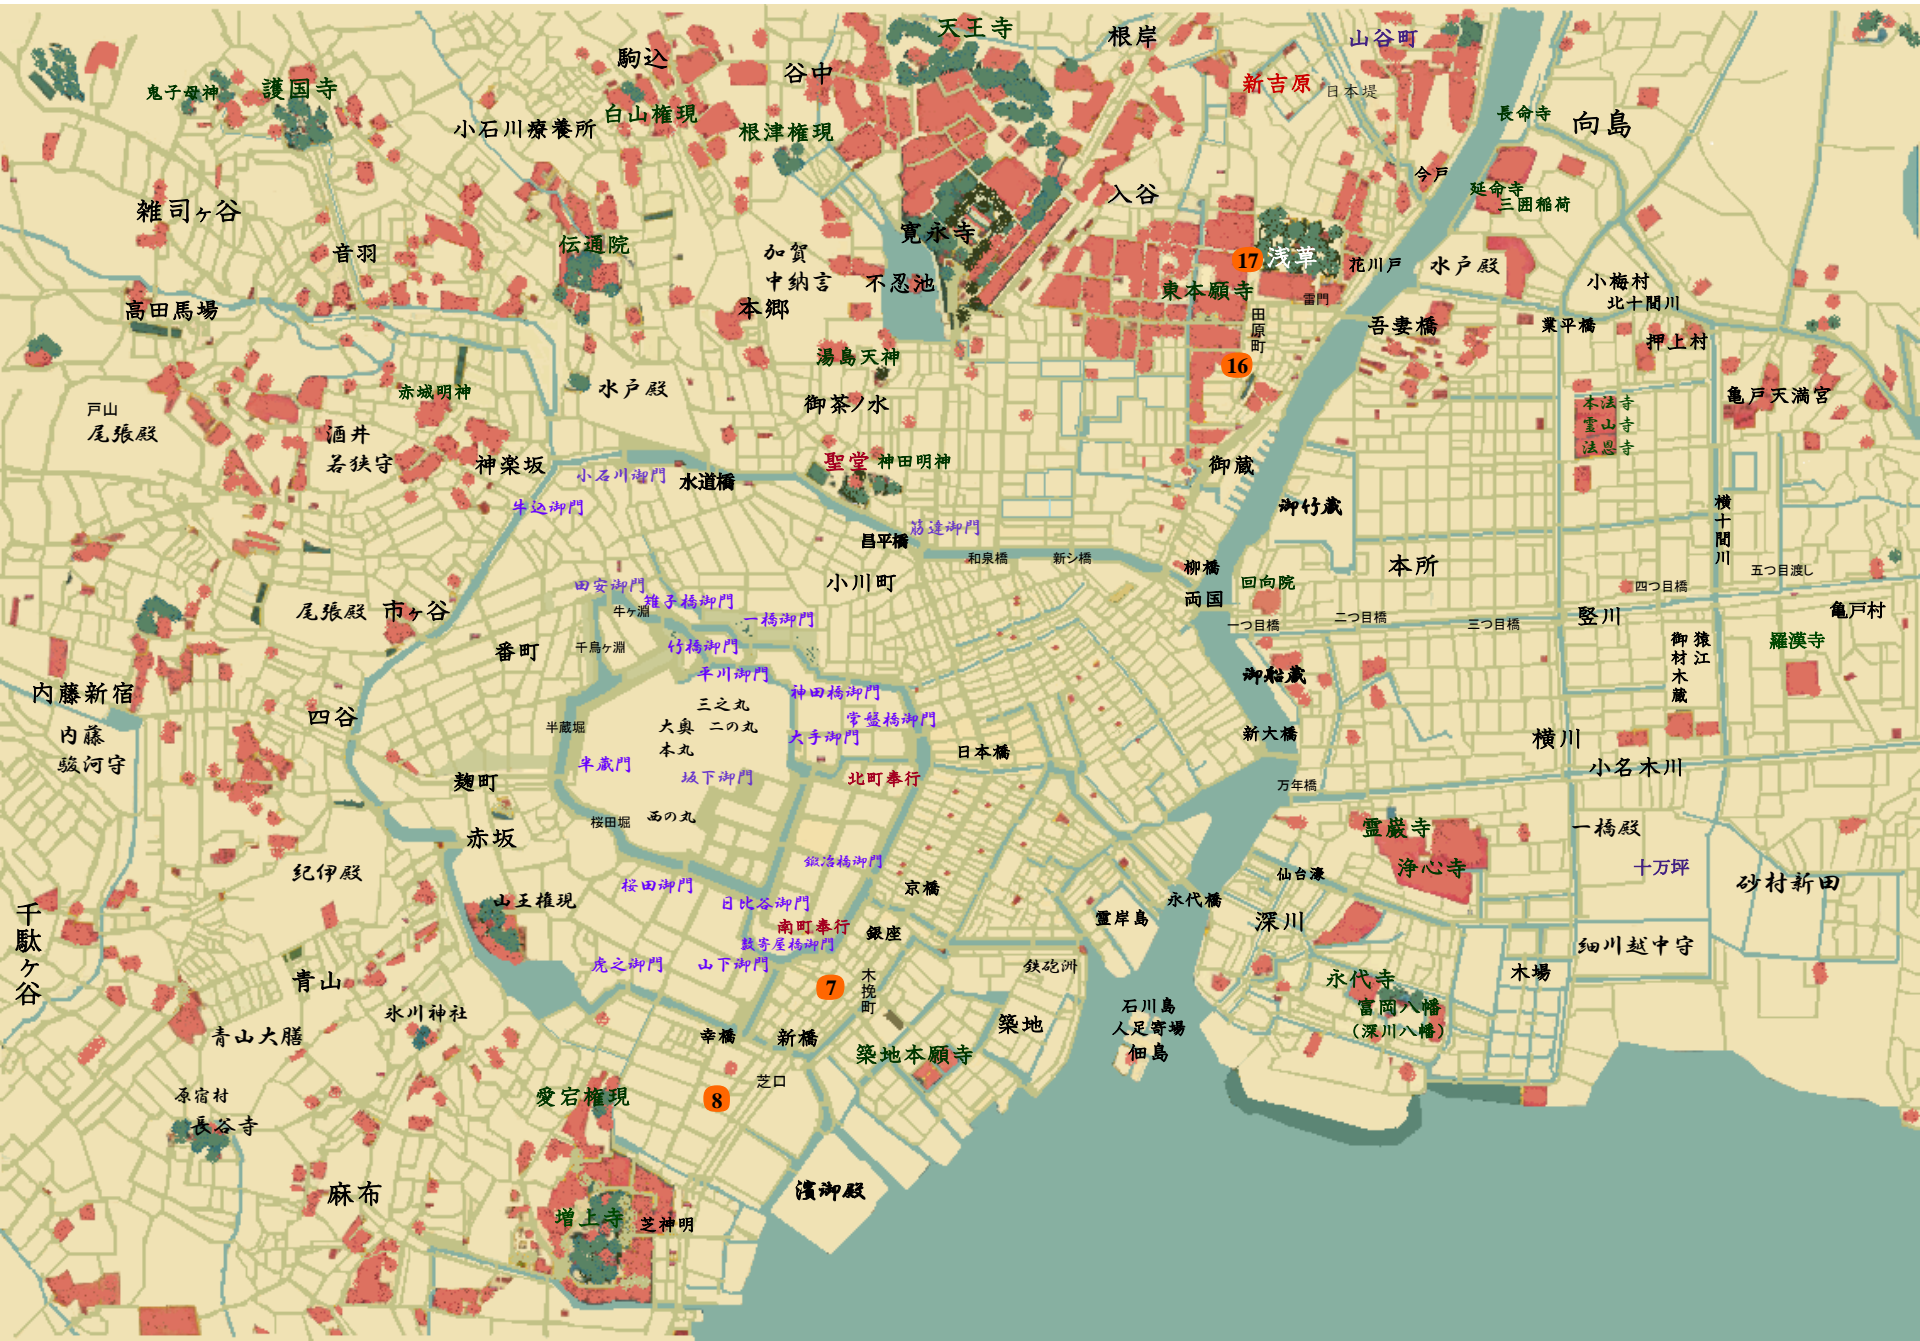 天王寺
根岸
山谷町
駒込
谷中
新吉原
日本堤
鬼子母神
護国寺
白山権現
小石川療養所
根津権現
長命寺
向島
今戸
入谷
延命寺
三囲稲荷
雑司ヶ谷
音羽
伝通院
加賀
中納言
寛永寺
不忍池
本郷
17
浅草
花川戸
水戸殿
東本願寺
雷門
小梅村
北十間川
高田馬場
田原町
吾妻橋
業平橋
押上村
湯島天神
16
水戸殿
赤城明神
御茶ノ水
戸山
尾張殿
酒井
若狭守
本法寺
霊山寺
法恩寺
亀戸天満宮
神楽坂
小石川御門
水道橋
聖堂
神田明神
御蔵
牛込御門
御竹蔵
横十間川
筋違御門
昌平橋
和泉橋
新シ橋
柳橋
本所
五つ目渡し
小川町
回向院
四つ目橋
田安御門
雉子橋御門
牛ヶ淵
一橋御門
両国
一つ目橋
二つ目橋
三つ目橋
竪川
亀戸村
尾張殿
市ヶ谷
番町
千鳥ヶ淵
竹橋御門
平川御門
御船蔵
猿江
御材木蔵
羅漢寺
内藤新宿
四谷
神田橋御門
三之丸
大奥
二の丸
本丸
常盤橋御門
大手御門
半蔵堀
内藤
駿河守
半蔵門
坂下御門
北町奉行
日本橋
新大橋
横川
小名木川
麹町
万年橋
西の丸
桜田堀
赤坂
霊巌寺
浄心寺
一橋殿
十万坪
砂村新田
紀伊殿
鍛冶橋御門
桜田御門
京橋
仙台濠
山王権現
日比谷御門
南町奉行
銀座
数寄屋橋御門
霊岸島
永代橋
深川
千駄ヶ谷
虎之御門
山下御門
鉄砲洲
細川越中守
木場
青山
7
木挽町
永代寺
富岡八幡
(深川八幡)
石川島
人足寄場
佃島
氷川神社
青山大膳
幸橋
新橋
築地
築地本願寺
芝口
原宿村
長谷寺
愛宕権現
8
濱御殿
麻布
増上寺
芝神明